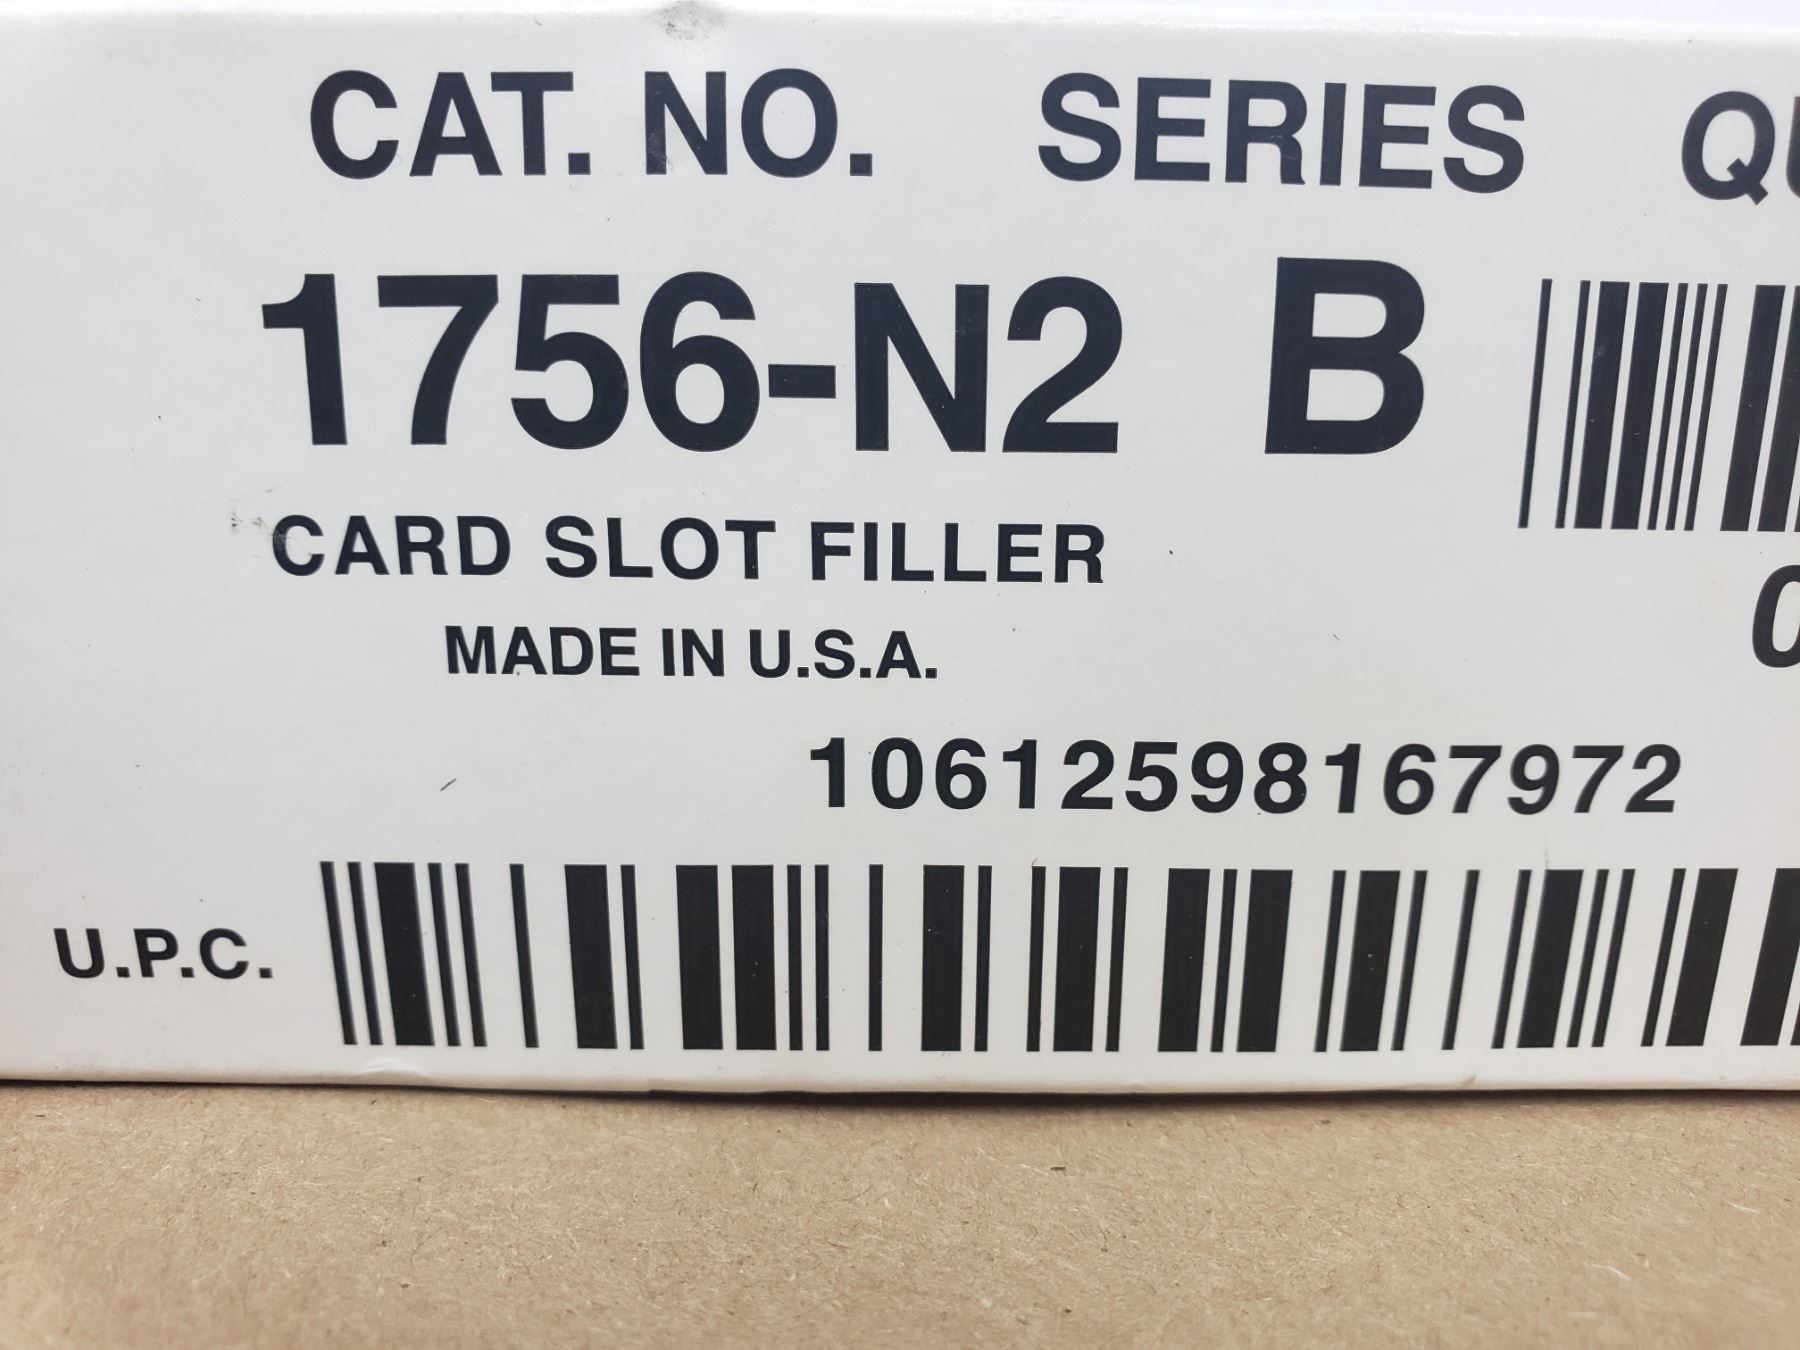 CAT. NO. SERIES
1756-N2 B
CARD SLOT FILLER
MADE IN U.S.A.
10612598167972
U.P.C.